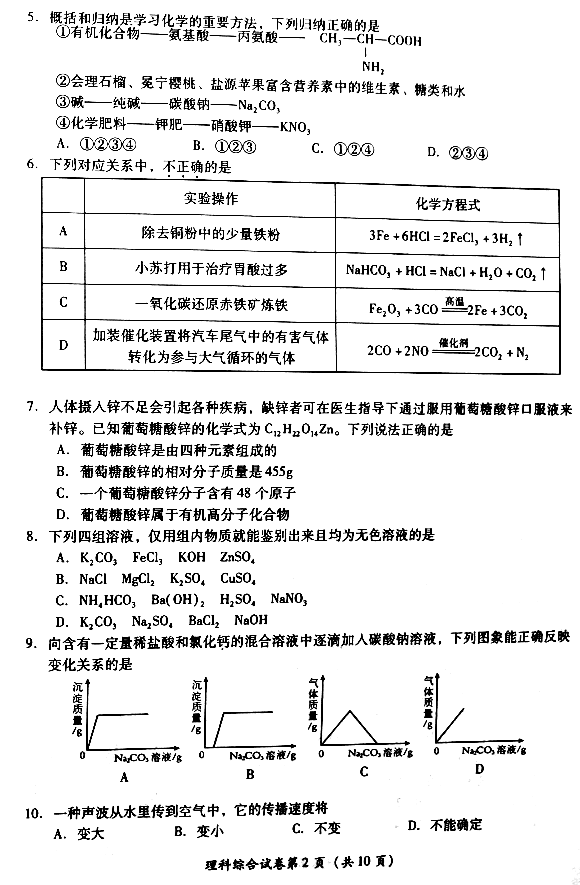 5. 概括和归纳是学习化学的重要方法，下列归纳正确的是
①有机化合物——氨基酸——丙氨酸—— CH₃—CH—COOH
|
NH₂
②会理石榴、冕宁樱桃、盐源苹果富含营养素中的维生素、糖类和水
③碱——纯碱——碳酸钠——Na₂CO₃
④化学肥料——钾肥——硝酸钾——KNO₃
A. ①②③④ B. ①②③ C. ①②④ D. ②③④
6. 下列对应关系中，不正确的是
实验操作 化学方程式
A 除去铜粉中的少量铁粉 3Fe+6HCl=2FeCl₃+3H₂↑
B 小苏打用于治疗胃酸过多 NaHCO₃+HCl=NaCl+H₂O+CO₂↑
C 一氧化碳还原赤铁矿炼铁 Fe₂O₃+3CO 高温 2Fe+3CO₂
D 加装催化装置将汽车尾气中的有害气体
转化为参与大气循环的气体 2CO+2NO 催化剂 2CO₂+N₂
7. 人体摄入锌不足会引起各种疾病，缺锌者可在医生指导下通过服用葡萄糖酸锌口服液来
补锌。已知葡萄糖酸锌的化学式为 C₁₂H₂₂O₁₄Zn。下列说法正确的是
A. 葡萄糖酸锌是由四种元素组成的
B. 葡萄糖酸锌的相对分子质量是 455g
C. 一个葡萄糖酸锌分子含有 48 个原子
D. 葡萄糖酸锌属于有机高分子化合物
8. 下列四组溶液，仅用组内物质就能鉴别出来且均为无色溶液的是
A. K₂CO₃ FeCl₃ KOH ZnSO₄
B. NaCl MgCl₂ K₂SO₄ CuSO₄
C. NH₄HCO₃ Ba(OH)₂ H₂SO₄ NaNO₃
D. K₂CO₃ Na₂SO₄ BaCl₂ NaOH
9. 向含有一定量稀盐酸和氯化钙的混合溶液中逐滴加入碳酸钠溶液，下列图象能正确反映
变化关系的是
沉淀质量/g 0 Na₂CO₃溶液/g A
沉淀质量/g 0 Na₂CO₃溶液/g B
气体质量/g 0 Na₂CO₃溶液/g C
气体质量/g 0 Na₂CO₃溶液/g D
10. 一种声波从水里传到空气中，它的传播速度将
A. 变大 B. 变小 C. 不变 D. 不能确定
理科综合试卷第 2 页（共 10 页）